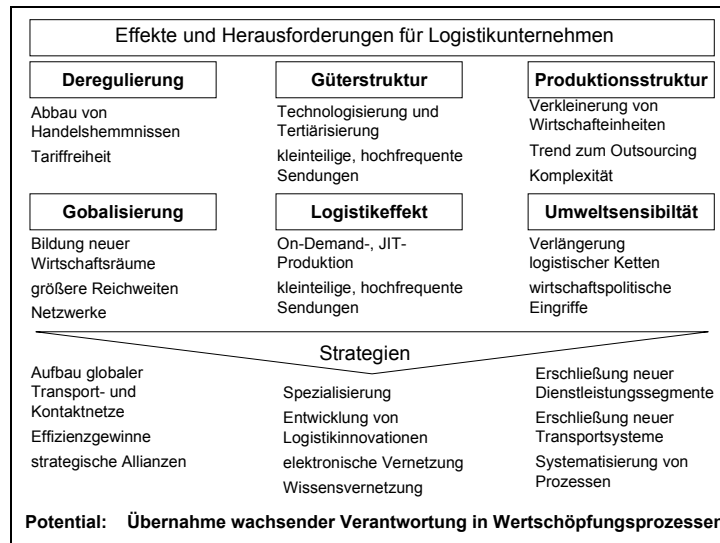 Effekte und Herausforderungen für Logistikunternehmen
Deregulierung
Abbau von
Handelshemmnissen
Tariffreiheit
Güterstruktur
Technologisierung und
Tertiärisierung
kleinteilige, hochfrequente
Sendungen
Produktionsstruktur
Verkleinerung von
Wirtschafteinheiten
Trend zum Outsourcing
Komplexität
Gobalisierung
Bildung neuer
Wirtschaftsräume
größere Reichweiten
Netzwerke
Logistikeffekt
On-Demand-, JIT-
Produktion
kleinteilige, hochfrequente
Sendungen
Umweltsensibiltät
Verlängerung
logistischer Ketten
wirtschaftspolitische
Eingriffe
Strategien
Aufbau globaler
Transport- und
Kontaktnetze
Effizienzgewinne
strategische Allianzen
Spezialisierung
Entwicklung von
Logistikinnovationen
elektronische Vernetzung
Wissensvernetzung
Erschließung neuer
Dienstleistungssegmente
Erschließung neuer
Transportsysteme
Systematisierung von
Prozessen
Potential: Übernahme wachsender Verantwortung in Wertschöpfungsprozessen